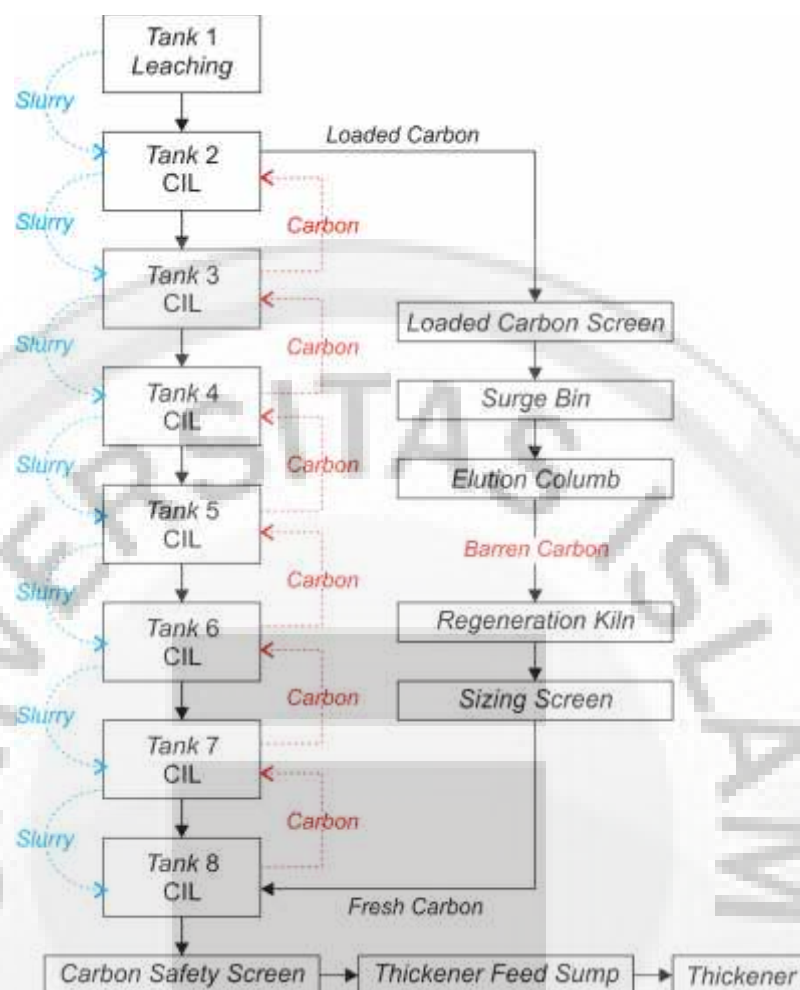 Tank 1
Leaching
Slurry
Loaded Carbon
Tank 2
CIL
Slurry
Carbon
Tank 3
CIL
Loaded Carbon Screen
Slurry
Carbon
Tank 4
CIL
Surge Bin
Slurry
Carbon
Elution Columb
Tank 5
CIL
Barren Carbon
Slurry
Carbon
Tank 6
CIL
Regeneration Kiln
Slurry
Carbon
Sizing Screen
Tank 7
CIL
Slurry
Carbon
Tank 8
CIL
Fresh Carbon
Carbon Safety Screen
Thickener Feed Sump
Thickener
ERSITAS ISLAM